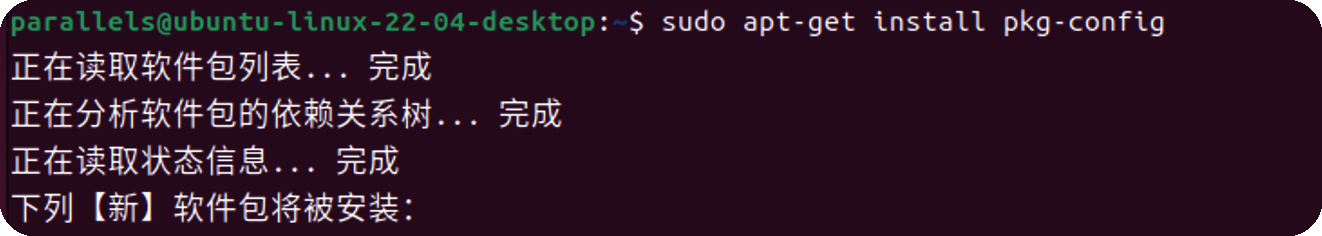 parallels@ubuntu-linux-22-04-desktop:~$ sudo apt-get install pkg-config
正在读取软件包列表... 完成
正在分析软件包的依赖关系树... 完成
正在读取状态信息... 完成
下列【新】软件包将被安装：